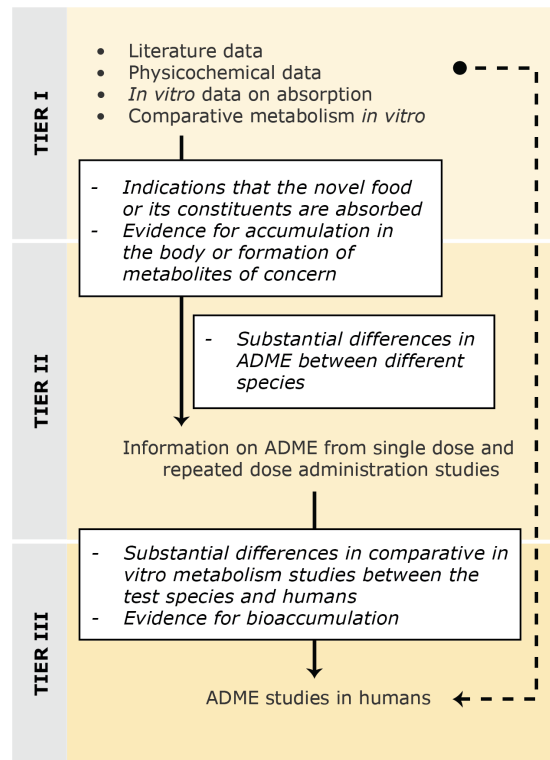 TIER I
• Literature data
• Physicochemical data
• In vitro data on absorption
• Comparative metabolism in vitro
- Indications that the novel food
or its constituents are absorbed
- Evidence for accumulation in
the body or formation of
metabolites of concern
TIER II
- Substantial differences in
ADME between different
species
Information on ADME from single dose and
repeated dose administration studies
- Substantial differences in comparative in
vitro metabolism studies between the
test species and humans
- Evidence for bioaccumulation
TIER III
ADME studies in humans